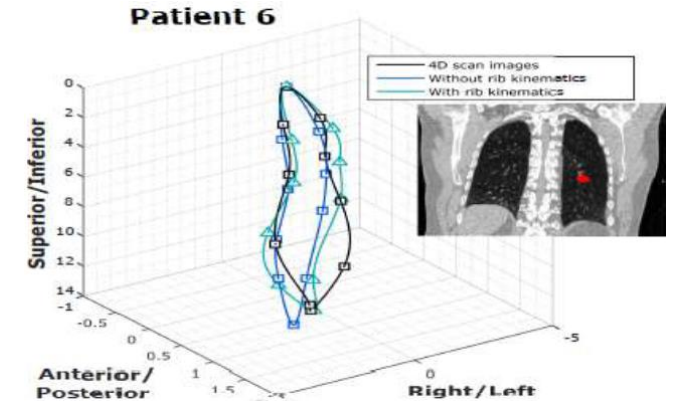 Patient 6
4D scan images
Without rib kinematics
With rib kinematics
Superior/Inferior
0
2
4
6
8
10
12
14
-1
-0.5
0
0.5
1
1.5
Anterior/
Posterior
-5
0
Right/Left